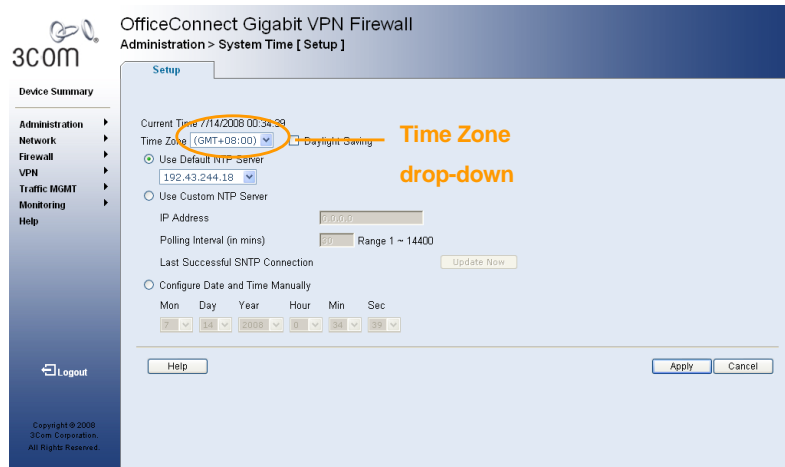 OfficeConnect Gigabit VPN Firewall
Administration > System Time [ Setup ]
3COM
Setup
Device Summary
Administration
Network
Firewall
VPN
Traffic MGMT
Monitoring
Help
Current Time 7/14/2008 00:34:39
Time Zone (GMT+08:00) Daylight Saving
Time Zone
drop-down
Use Default NTP Server
192.43.244.18
Use Custom NTP Server
IP Address 0.0.0.0
Polling Interval (in mins) 30 Range 1 ~ 14400
Last Successful SNTP Connection Update Now
Configure Date and Time Manually
Mon Day Year Hour Min Sec
7 14 2008 0 34 39
Help Apply Cancel
Logout
Copyright © 2008
3Com Corporation.
All Rights Reserved.